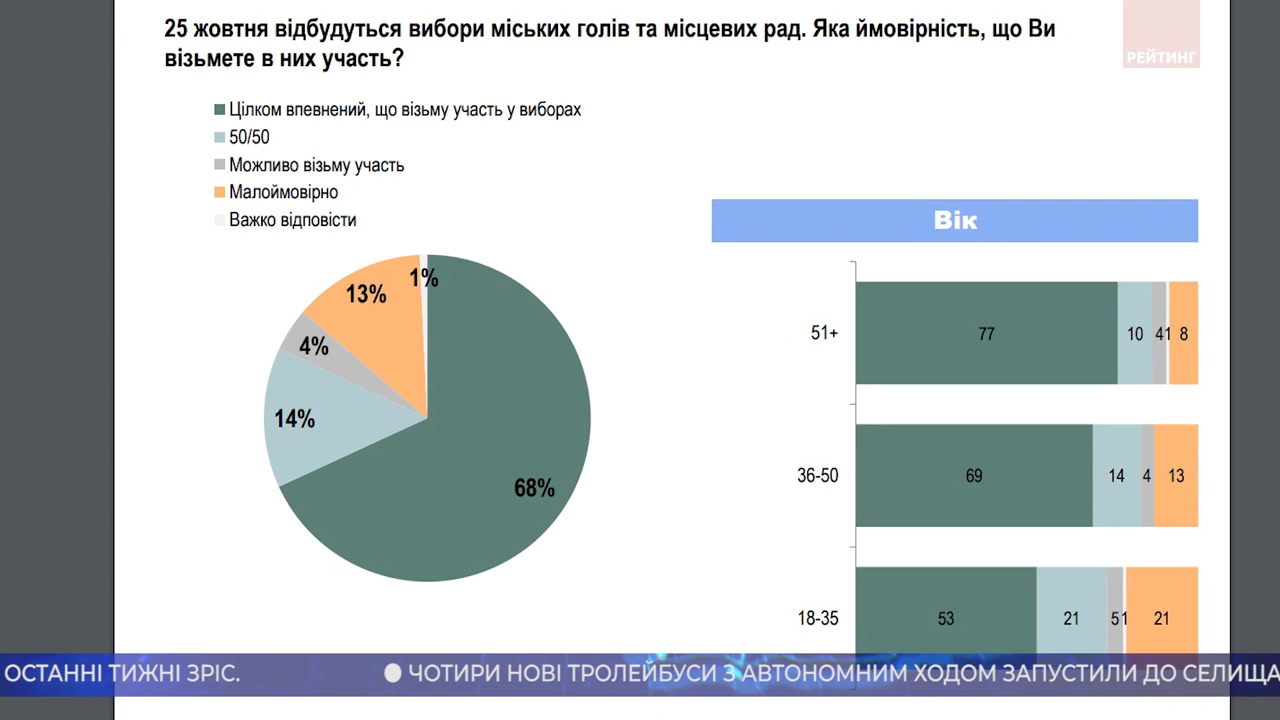 25 жовтня відбудуться вибори міських голів та місцевих рад. Яка ймовірність, що Ви
візьмете в них участь?
РЕЙТИНГ
Цілком впевнений, що візьму участь у виборах
50/50
Можливо візьму участь
Малоймовірно
Важко відповісти
Вік
1%
13%
4%
14%
68%
51+ 77 10 4 1 8
36-50 69 14 4 13
18-35 53 21 5 1 21
ОСТАННІ ТИЖНІ ЗРІС. ЧОТИРИ НОВІ ТРОЛЕЙБУСИ З АВТОНОМНИМ ХОДОМ ЗАПУСТИЛИ ДО СЕЛИЩА